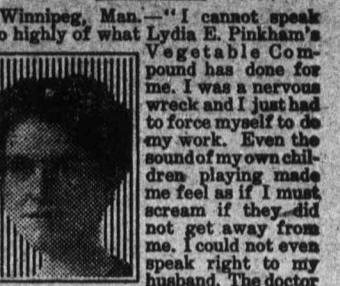 Winnipeg, Man.—"I cannot speak
o highly of what Lydia E. Pinkham's
Vegetable Com-
pound has done for
me. I was a nervous
wreck and I just had
to force myself to do
my work. Even the
sound of my own chil-
dren playing made
me feel as if I must
scream if they did
not get away from
me. I could not even
speak right to my
husband. The doctor